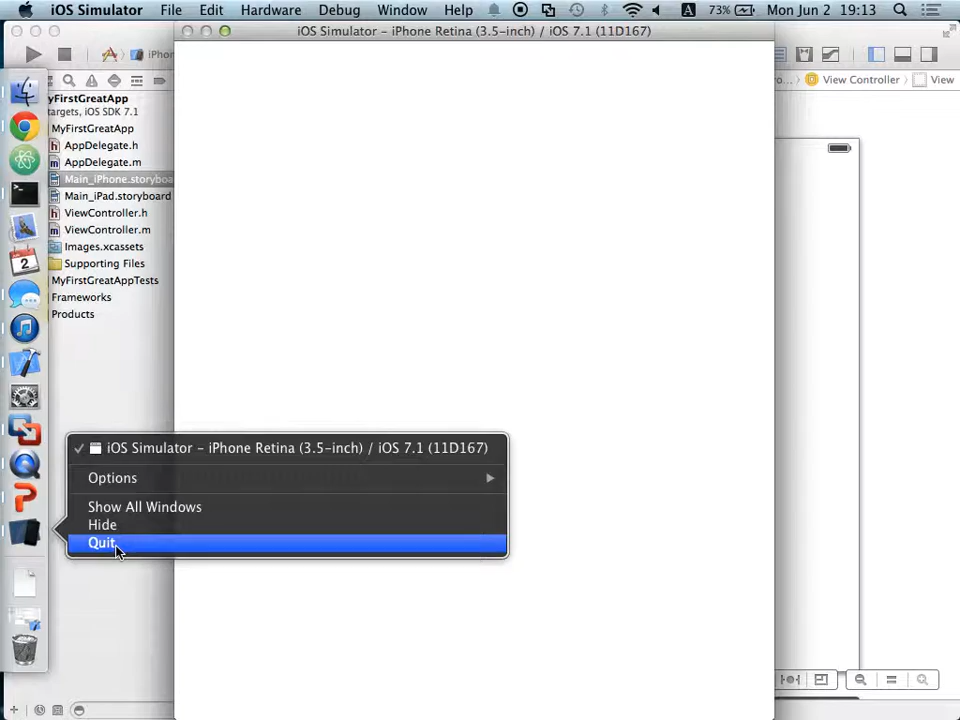 iOS Simulator File Edit Hardware Debug Window Help 73% Mon Jun 2 19:13
iOS Simulator - iPhone Retina (3.5-inch) / iOS 7.1 (11D167)
View Controller View
MyFirstGreatApp
targets, iOS SDK 7.1
MyFirstGreatApp
AppDelegate.h
AppDelegate.m
Main_iPhone.storyboa
Main_iPad.storyboard
ViewController.h
ViewController.m
Images.xcassets
Supporting Files
MyFirstGreatAppTests
Frameworks
Products
iOS Simulator - iPhone Retina (3.5-inch) / iOS 7.1 (11D167)
Options
Show All Windows
Hide
Quit